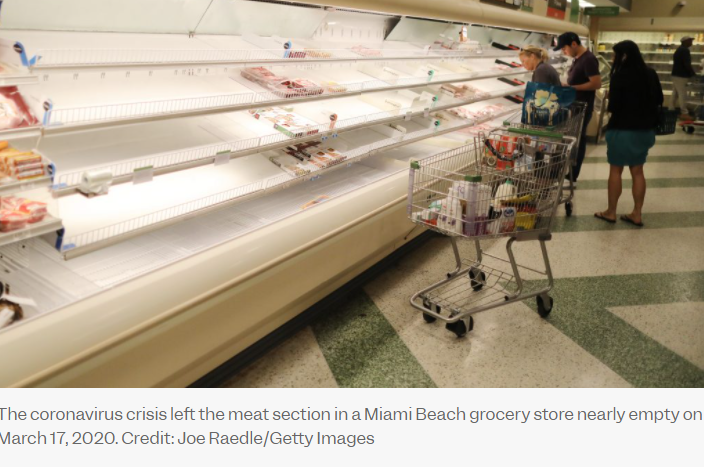 The coronavirus crisis left the meat section in a Miami Beach grocery store nearly empty on
March 17, 2020. Credit: Joe Raedle/Getty Images